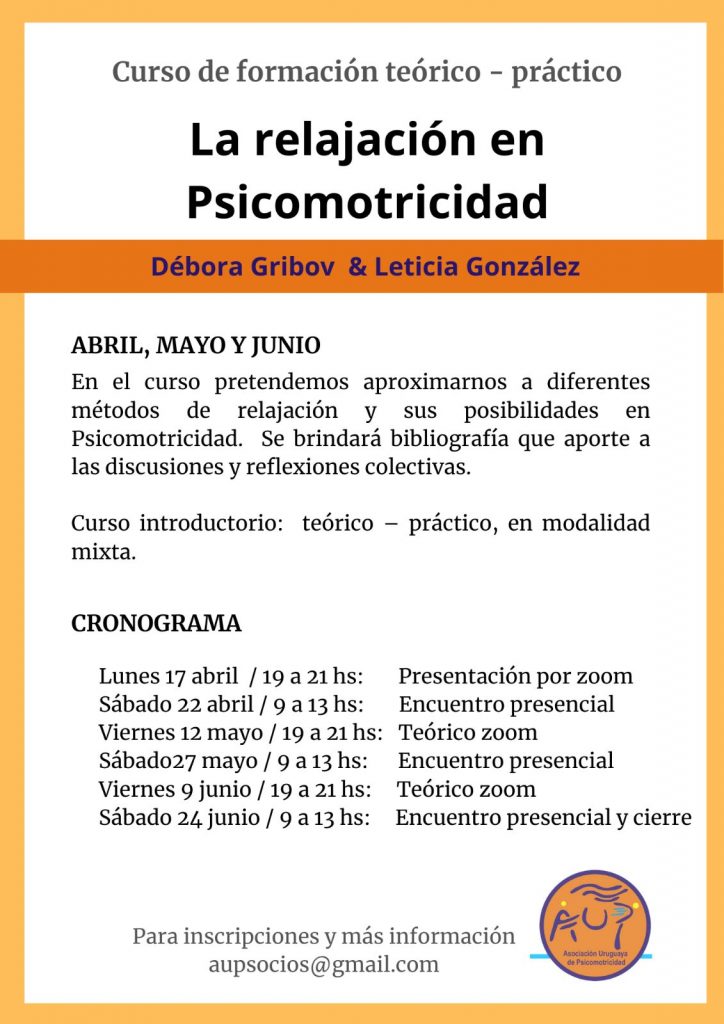 Curso de formación teórico - práctico
La relajación en
Psicomotricidad
Débora Gribov & Leticia González
ABRIL, MAYO Y JUNIO
En el curso pretendemos aproximarnos a diferentes
métodos de relajación y sus posibilidades en
Psicomotricidad. Se brindará bibliografía que aporte a
las discusiones y reflexiones colectivas.
Curso introductorio: teórico – práctico, en modalidad
mixta.
CRONOGRAMA
Lunes 17 abril / 19 a 21 hs: Presentación por zoom
Sábado 22 abril / 9 a 13 hs: Encuentro presencial
Viernes 12 mayo / 19 a 21 hs: Teórico zoom
Sábado27 mayo / 9 a 13 hs: Encuentro presencial
Viernes 9 junio / 19 a 21 hs: Teórico zoom
Sábado 24 junio / 9 a 13 hs: Encuentro presencial y cierre
Para inscripciones y más información
aupsocios@gmail.com
AUP
Asociación Uruguaya
de Psicomotricidad